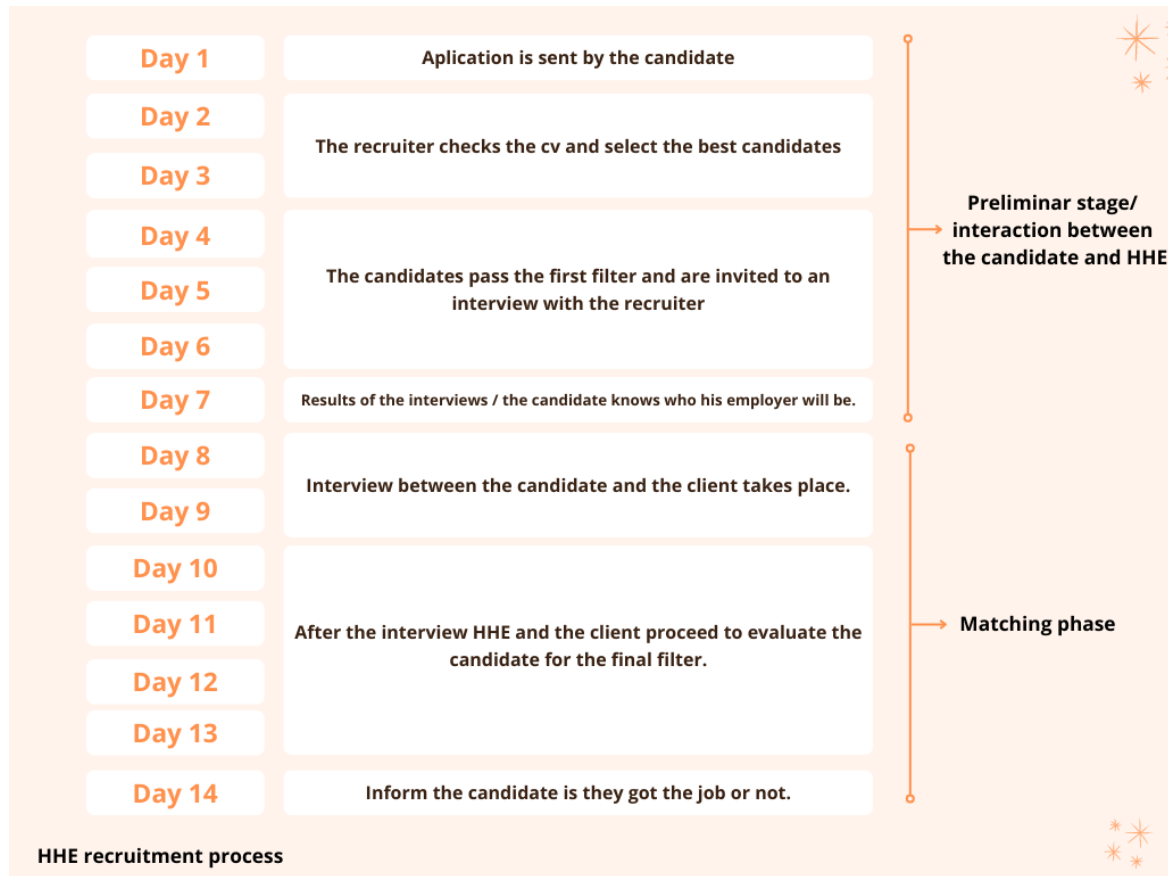 Day 1
Aplication is sent by the candidate
Day 2
Day 3
The recruiter checks the cv and select the best candidates
Day 4
Day 5
Day 6
The candidates pass the first filter and are invited to an
interview with the recruiter
Day 7
Results of the interviews / the candidate knows who his employer will be.
Preliminar stage/
interaction between
the candidate and HHE
Day 8
Day 9
Interview between the candidate and the client takes place.
Day 10
Day 11
Day 12
Day 13
After the interview HHE and the client proceed to evaluate the
candidate for the final filter.
Day 14
Inform the candidate is they got the job or not.
Matching phase
HHE recruitment process